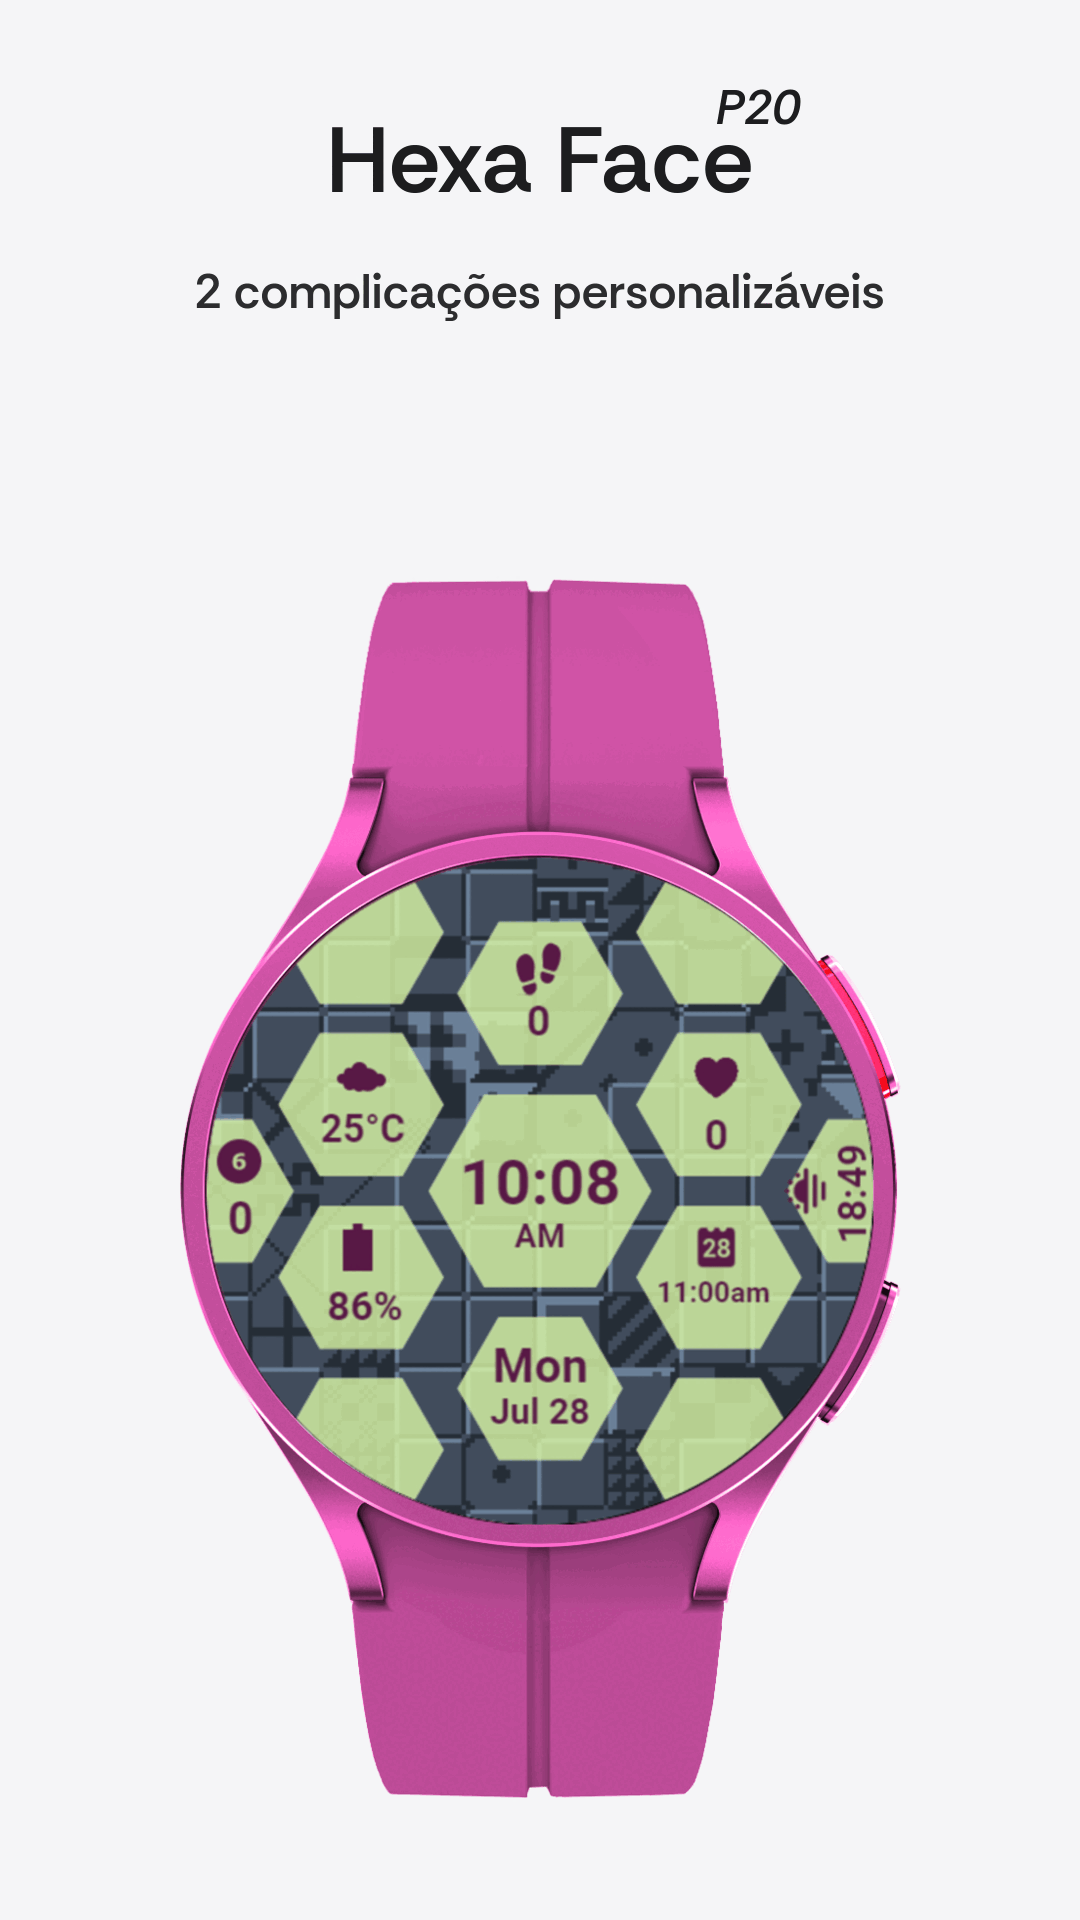 P20
Hexa Face
2 complicações personalizáveis
0
25°C
0
10:08
AM
6
0
18:49
86%
28
11:00am
Mon
Jul 28